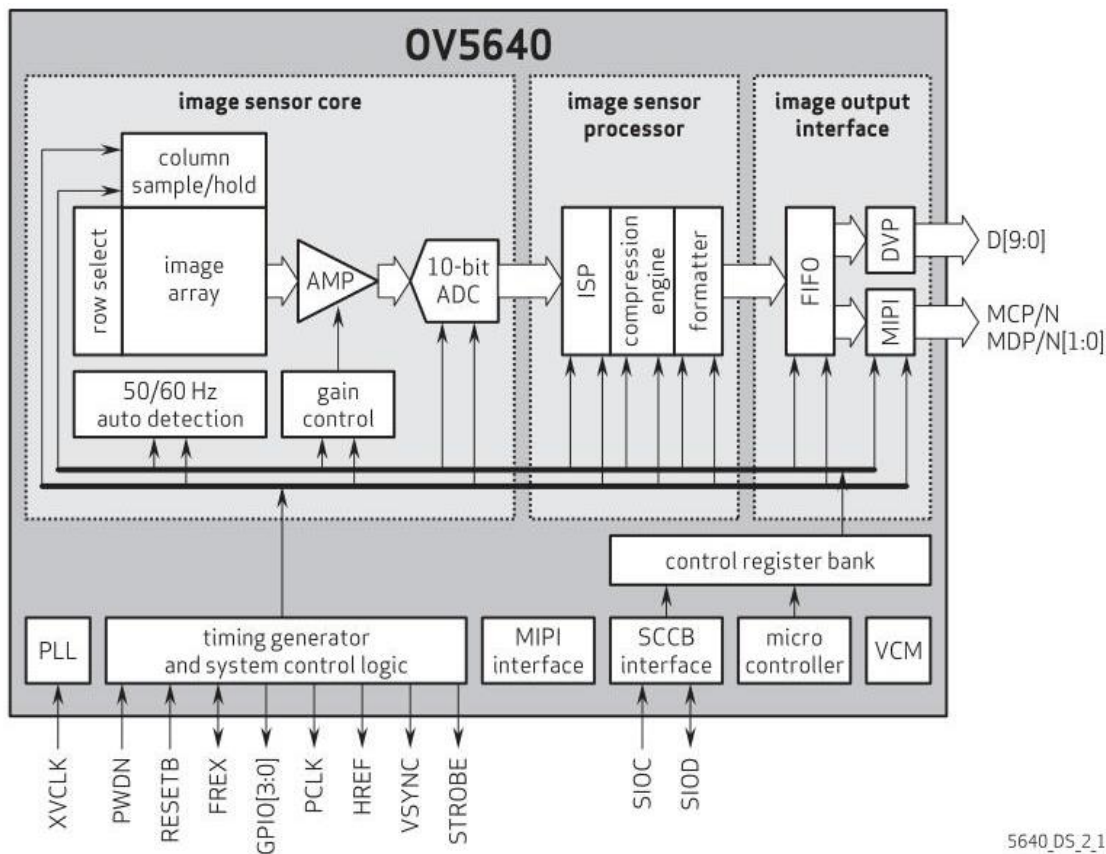 OV5640
image sensor core
image sensor
processor
image output
interface
column
sample/hold
row select
image
array
AMP
10-bit
ADC
ISP
compression
engine
formatter
FIFO
DVP
MIPI
D[9:0]
MCP/N
MDP/N[1:0]
50/60 Hz
auto detection
gain
control
control register bank
PLL
timing generator
and system control logic
MIPI
interface
SCCB
interface
micro
controller
VCM
XVCLK
PWDN
RESETB
FREX
GPIO[3:0]
PCLK
HREF
VSYNC
STROBE
SIOC
SIOD
5640_DS_2_1